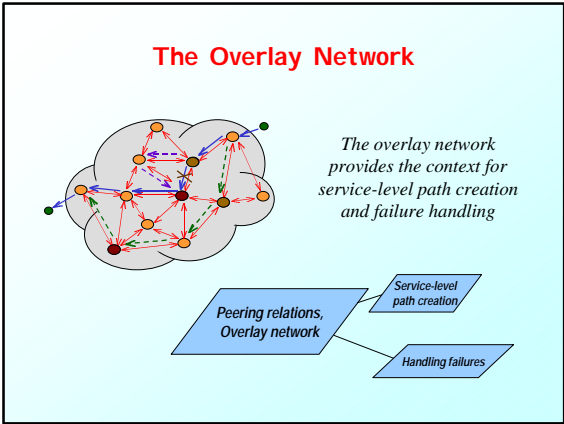 The Overlay Network
The overlay network
provides the context for
service-level path creation
and failure handling
Service-level
path creation
Peering relations,
Overlay network
Handling failures